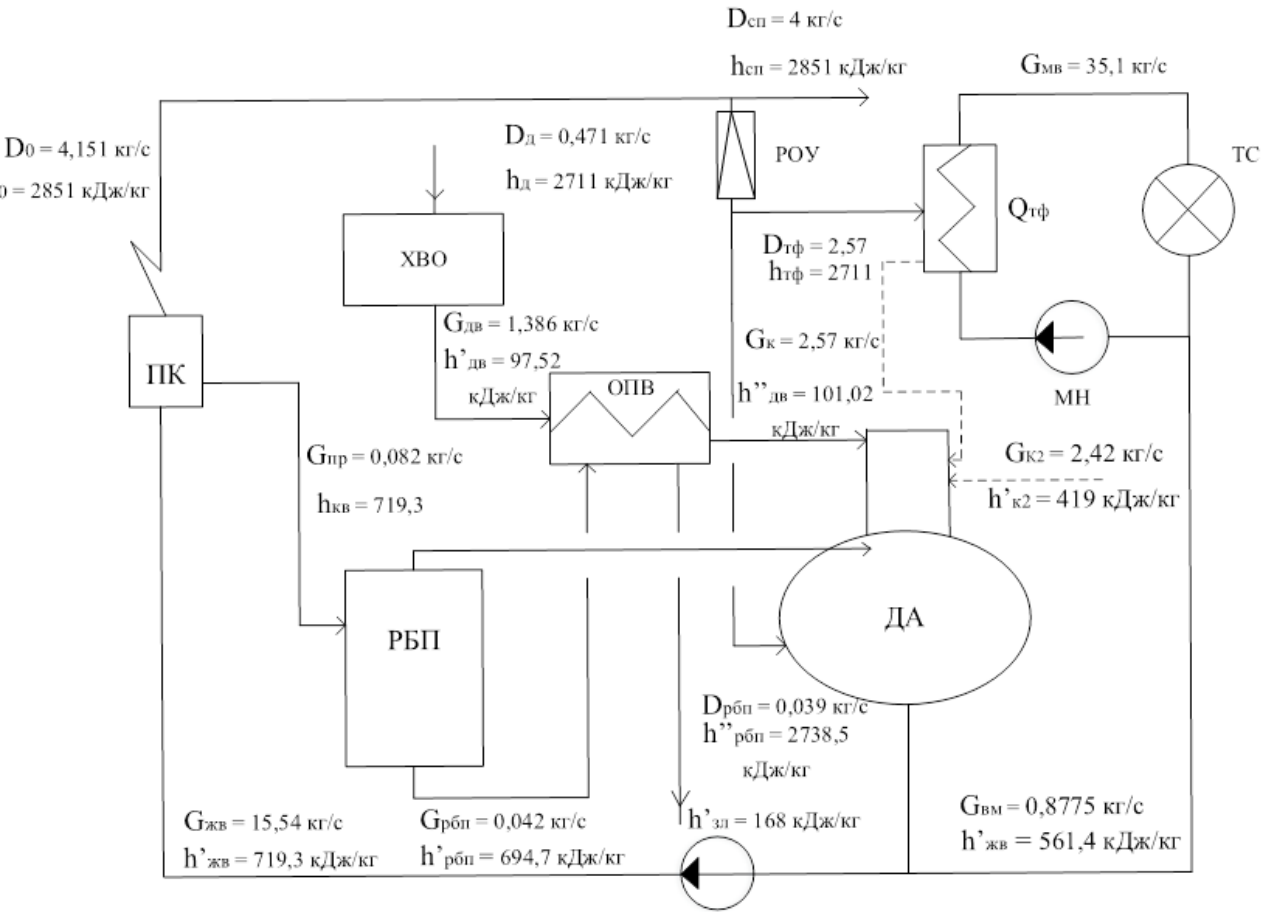 Dсп = 4 кг/с
hсп = 2851 кДж/кг
Gмв = 35,1 кг/с
D0 = 4,151 кг/с
0 = 2851 кДж/кг
Dд = 0,471 кг/с
hд = 2711 кДж/кг
РОУ
ТС
Qтф
ХВО
Dтф = 2,57
hтф = 2711
Gдв = 1,386 кг/с
h’дв = 97,52
кДж/кг
Gк = 2,57 кг/с
ПК
ОПВ
h’’дв = 101,02
кДж/кг
МН
Gпр = 0,082 кг/с
hкв = 719,3
Gк2 = 2,42 кг/с
h’к2 = 419 кДж/кг
РБП
ДА
Dрбп = 0,039 кг/с
h’’рбп = 2738,5
кДж/кг
Gжв = 15,54 кг/с
h’жв = 719,3 кДж/кг
Gрбп = 0,042 кг/с
h’рбп = 694,7 кДж/кг
h’зл = 168 кДж/кг
Gвм = 0,8775 кг/с
h’жв = 561,4 кДж/кг